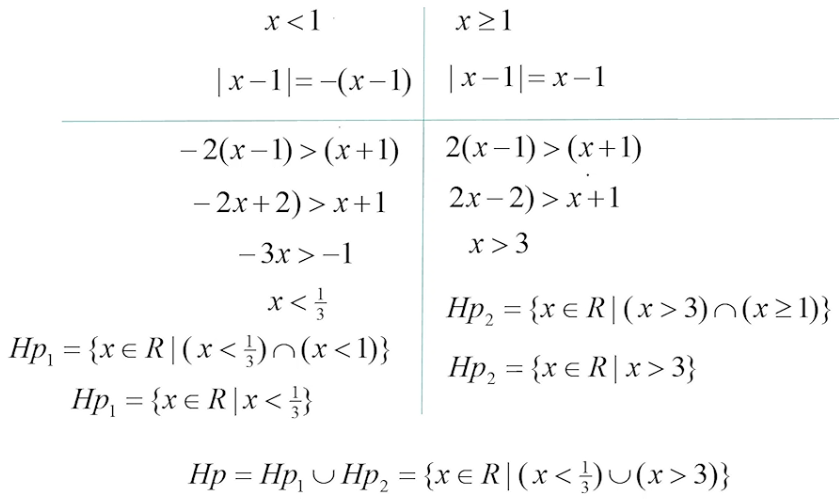 x < 1
|x−1|= −(x−1)
−2(x−1) > (x+1)
−2x+2) > x+1
−3x > −1
x < 1/3
Hp₁ = {x ∈ R | (x < 1/3) ∩ (x < 1)}
Hp₁ = {x ∈ R | x < 1/3}
x ≥ 1
|x−1|= x−1
2(x−1) > (x+1)
2x−2) > x+1
x > 3
Hp₂ = {x ∈ R | (x > 3) ∩ (x ≥ 1)}
Hp₂ = {x ∈ R | x > 3}
Hp = Hp₁ ∪ Hp₂ = {x ∈ R | (x < 1/3) ∪ (x > 3)}